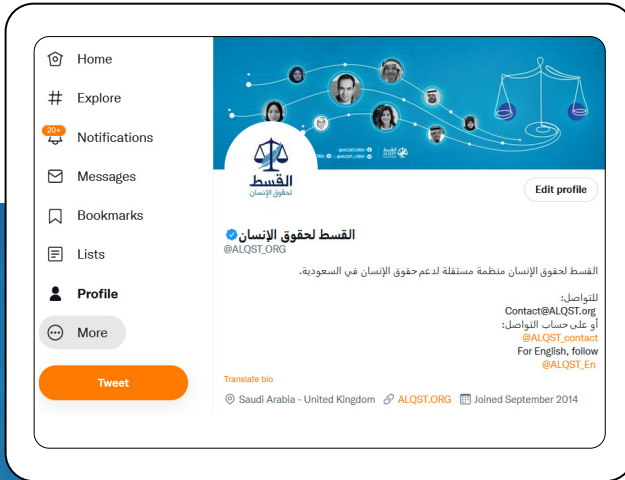 Home
Explore
20+
Notifications
Messages
Bookmarks
Lists
Profile
More
Tweet
القسط
ALQST
القسط
لحقوق الإنسان
Edit profile
القسط لحقوق الإنسان
@ALQST_ORG
القسط لحقوق الإنسان منظمة مستقلة لدعم حقوق الإنسان في السعودية.
للتواصل:
Contact@ALQST.org
أو على حساب التواصل:
@ALQST_contact
For English, follow
@ALQST_En
Translate bio
Saudi Arabia - United Kingdom ALQST.ORG Joined September 2014